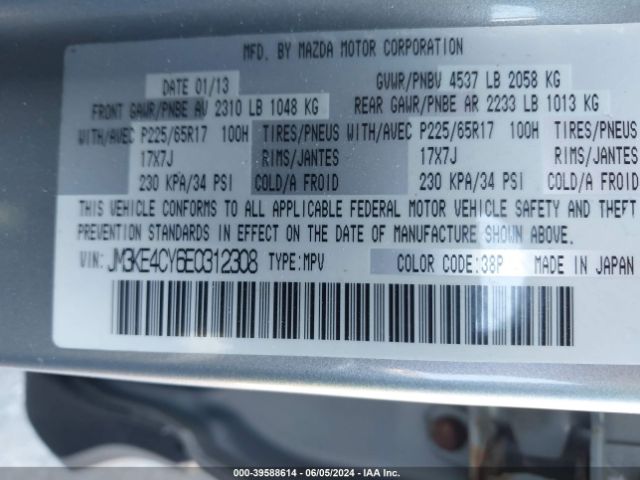 MFD. BY MAZDA MOTOR CORPORATION
DATE 01/13 GVWR/PNBV 4537 LB 2058 KG
FRONT GAWR/PNBE AV 2310 LB 1048 KG REAR GAWR/PNBE AR 2233 LB 1013 KG
WITH/AVEC P225/65R17 100H TIRES/PNEUS WITH/AVEC P225/65R17 100H TIRES/PNEUS
17X7J RIMS/JANTES 17X7J RIMS/JANTES
230 KPA/34 PSI COLD/A FROID 230 KPA/34 PSI COLD/A FROID
THIS VEHICLE CONFORMS TO ALL APPLICABLE FEDERAL MOTOR VEHICLE SAFETY AND THEFT
PREVENTION STANDARDS IN EFFECT ON THE DATE OF MANUFACTURE SHOWN ABOVE.
VIN: JM3KE4CY6E0312308 TYPE:MPV COLOR CODE:38P MADE IN JAPAN
000-39588614 / 06/05/2024 / IAA Inc.